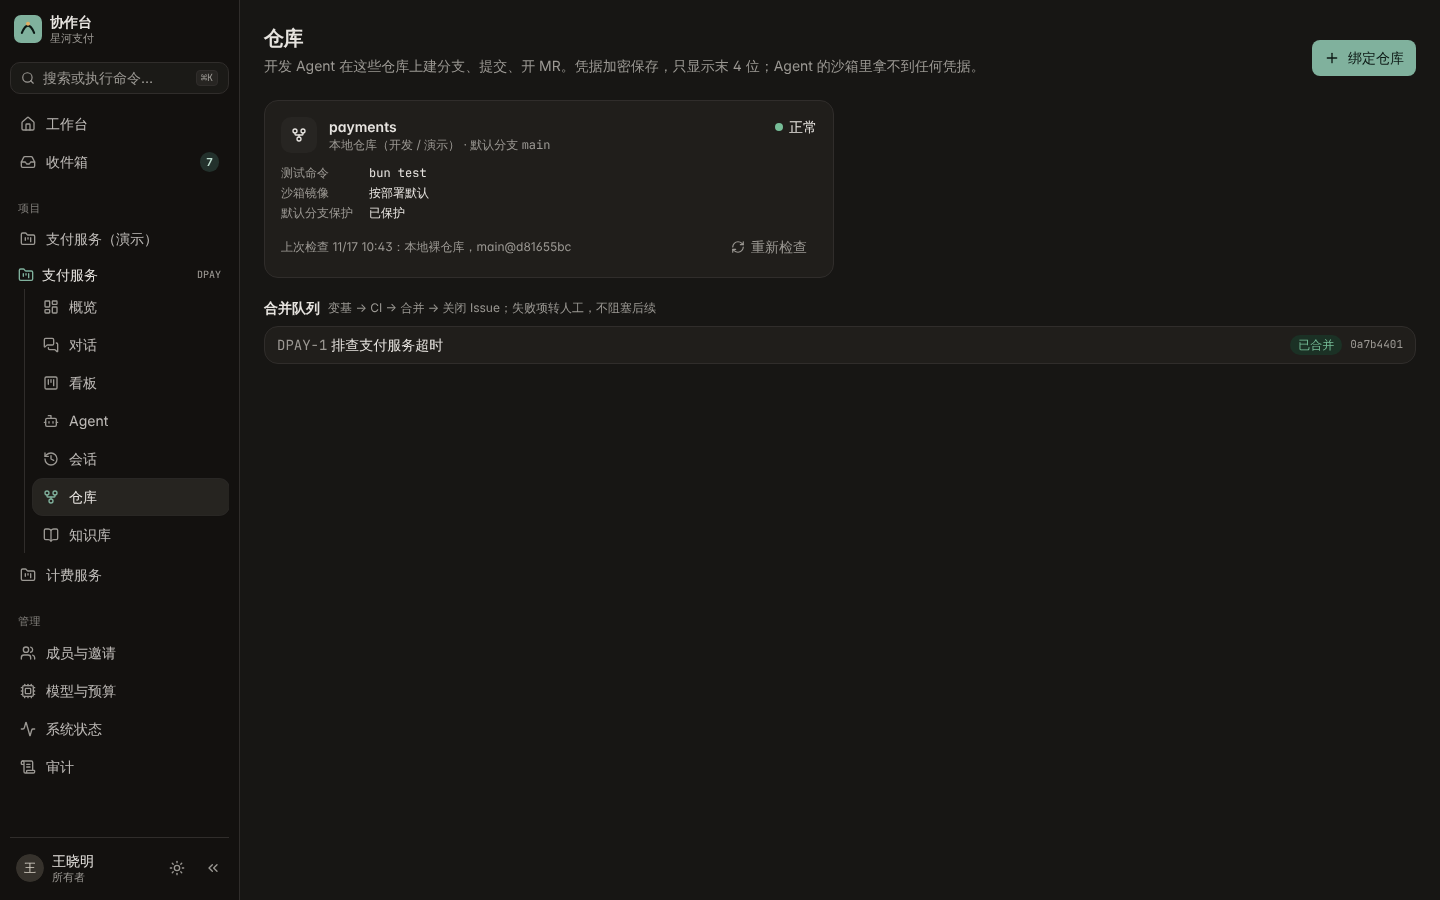 协作台
星河支付
搜索或执行命令... ⌘K
工作台
收件箱 7
项目
支付服务（演示）
支付服务 DPAY
概览
对话
看板
Agent
会话
仓库
知识库
计费服务
管理
成员与邀请
模型与预算
系统状态
审计
王 王晓明
所有者
仓库
开发 Agent 在这些仓库上建分支、提交、开 MR。凭据加密保存，只显示末 4 位；Agent 的沙箱里拿不到任何凭据。
绑定仓库
payments 正常
本地仓库（开发 / 演示） · 默认分支 main
测试命令 bun test
沙箱镜像 按部署默认
默认分支保护 已保护
上次检查 11/17 10:43：本地裸仓库，main@d81655bc 重新检查
合并队列 变基 → CI → 合并 → 关闭 Issue；失败项转人工，不阻塞后续
DPAY-1 排查支付服务超时 已合并 0a7b4401